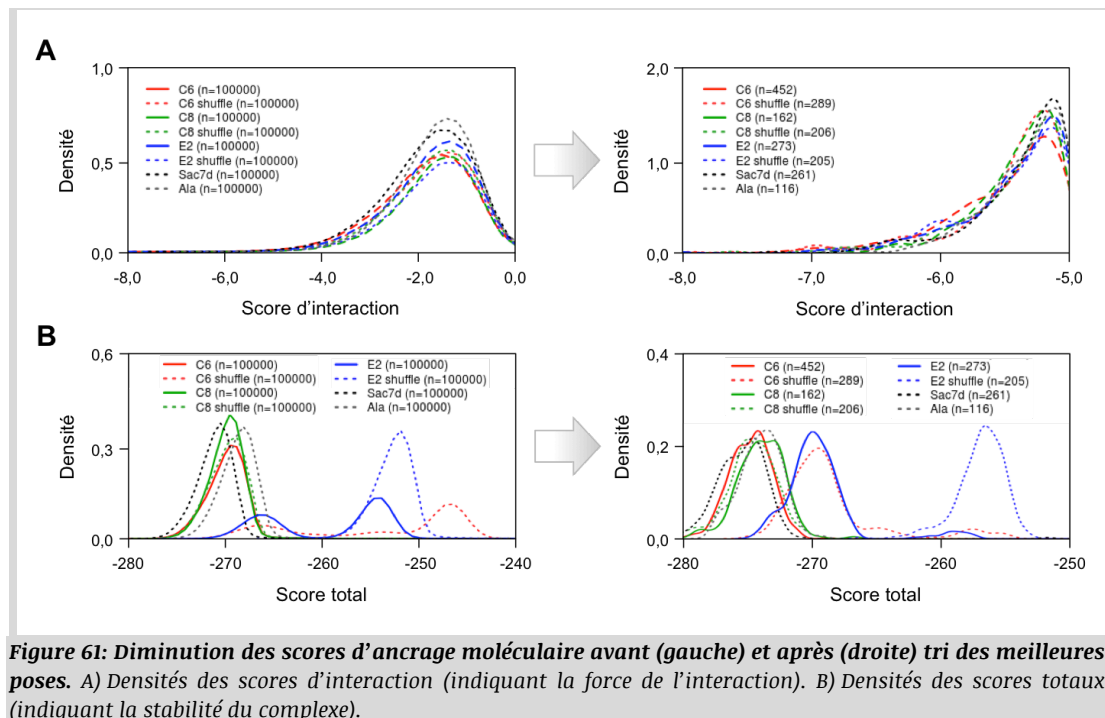 A
1,0
0,5
0,0
Densité
C6 (n=100000)
C6 shuffle (n=100000)
C8 (n=100000)
C8 shuffle (n=100000)
E2 (n=100000)
E2 shuffle (n=100000)
Sac7d (n=100000)
Ala (n=100000)
-8,0 -6,0 -4,0 -2,0 0,0
Score d'interaction
2,0
1,0
0,0
Densité
C6 (n=452)
C6 shuffle (n=289)
C8 (n=162)
C8 shuffle (n=206)
E2 (n=273)
E2 shuffle (n=205)
Sac7d (n=261)
Ala (n=116)
-8,0 -7,0 -6,0 -5,0
Score d'interaction
B
0,6
0,3
0,0
Densité
C6 (n=100000)
C6 shuffle (n=100000)
C8 (n=100000)
C8 shuffle (n=100000)
E2 (n=100000)
E2 shuffle (n=100000)
Sac7d (n=100000)
Ala (n=100000)
-280 -270 -260 -250 -240
Score total
0,4
0,2
0,0
Densité
C6 (n=452)
C6 shuffle (n=289)
C8 (n=162)
C8 shuffle (n=206)
E2 (n=273)
E2 shuffle (n=205)
Sac7d (n=261)
Ala (n=116)
-280 -270 -260 -250
Score total
Figure 61: Diminution des scores d'ancrage moléculaire avant (gauche) et après (droite) tri des meilleures
poses. A) Densités des scores d'interaction (indiquant la force de l'interaction). B) Densités des scores totaux
(indiquant la stabilité du complexe).